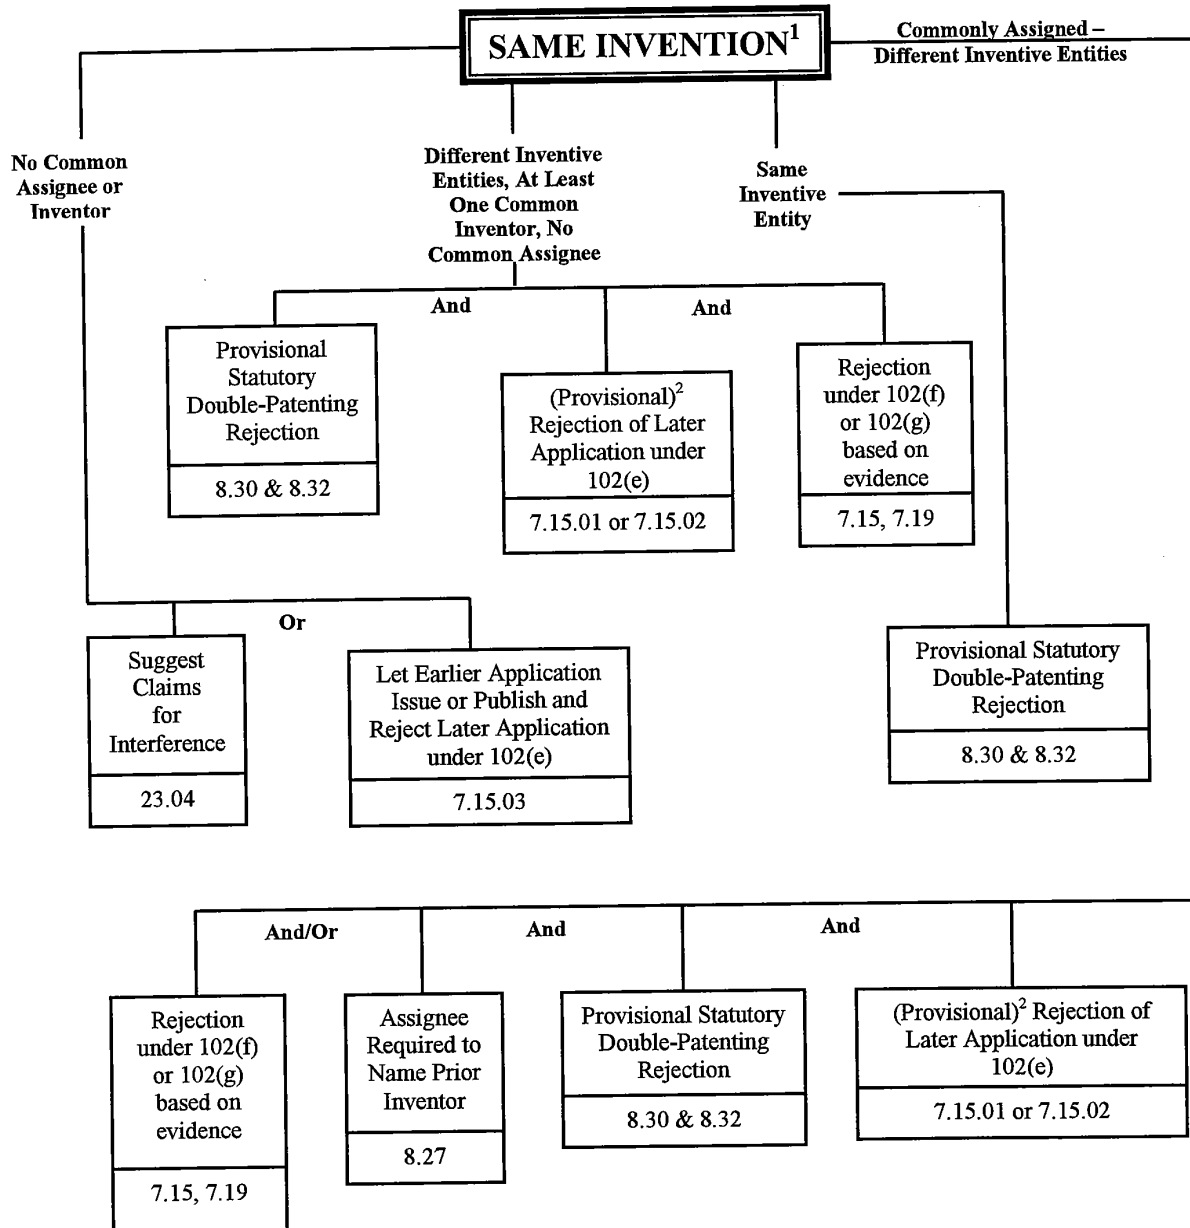 SAME INVENTION¹
Commonly Assigned –
Different Inventive Entities
No Common
Assignee or
Inventor
Different Inventive
Entities, At Least
One Common
Inventor, No
Common Assignee
Same
Inventive
Entity
And
And
Provisional
Statutory
Double-Patenting
Rejection
8.30 & 8.32
(Provisional)²
Rejection of Later
Application under
102(e)
7.15.01 or 7.15.02
Rejection
under 102(f)
or 102(g)
based on
evidence
7.15, 7.19
Or
Suggest
Claims
for
Interference
23.04
Let Earlier Application
Issue or Publish and
Reject Later Application
under 102(e)
7.15.03
Provisional Statutory
Double-Patenting
Rejection
8.30 & 8.32
And/Or
And
And
Rejection
under 102(f)
or 102(g)
based on
evidence
7.15, 7.19
Assignee
Required to
Name Prior
Inventor
8.27
Provisional Statutory
Double-Patenting
Rejection
8.30 & 8.32
(Provisional)² Rejection of
Later Application under
102(e)
7.15.01 or 7.15.02